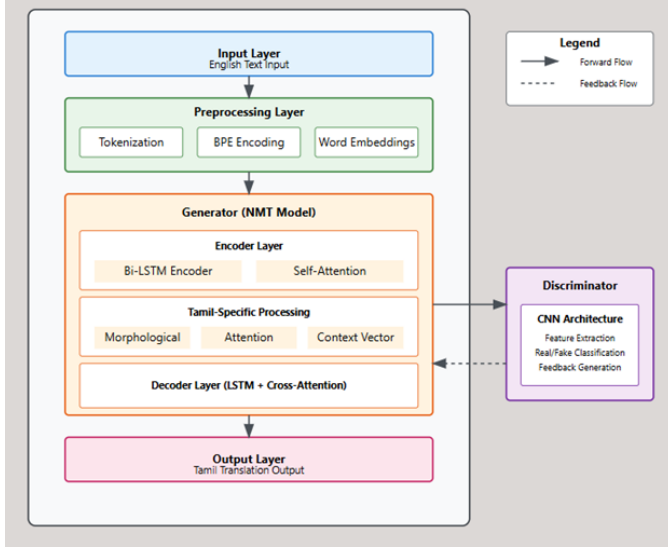 Input Layer
English Text Input
Preprocessing Layer
Tokenization
BPE Encoding
Word Embeddings
Generator (NMT Model)
Encoder Layer
Bi-LSTM Encoder
Self-Attention
Tamil-Specific Processing
Morphological
Attention
Context Vector
Decoder Layer (LSTM + Cross-Attention)
Output Layer
Tamil Translation Output
Legend
Forward Flow
Feedback Flow
Discriminator
CNN Architecture
Feature Extraction
Real/Fake Classification
Feedback Generation